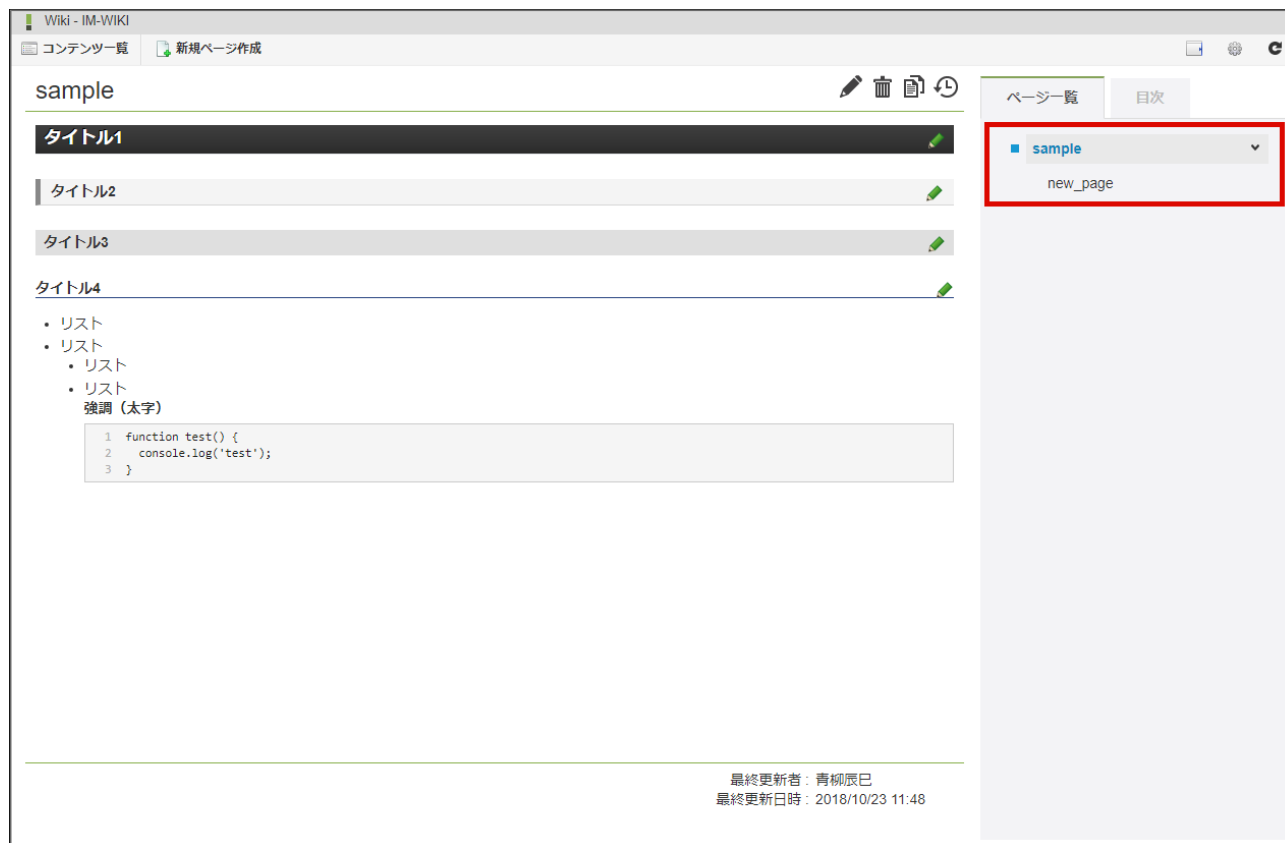 Wiki - IM-WIKI
コンテンツ一覧 新規ページ作成
sample
ページ一覧 目次
タイトル1
sample
new_page
タイトル2
タイトル3
タイトル4
• リスト
• リスト
• リスト
• リスト
強調（太字）
1 function test() {
2 console.log('test');
3 }
最終更新者 : 青柳辰巳
最終更新日時 : 2018/10/23 11:48